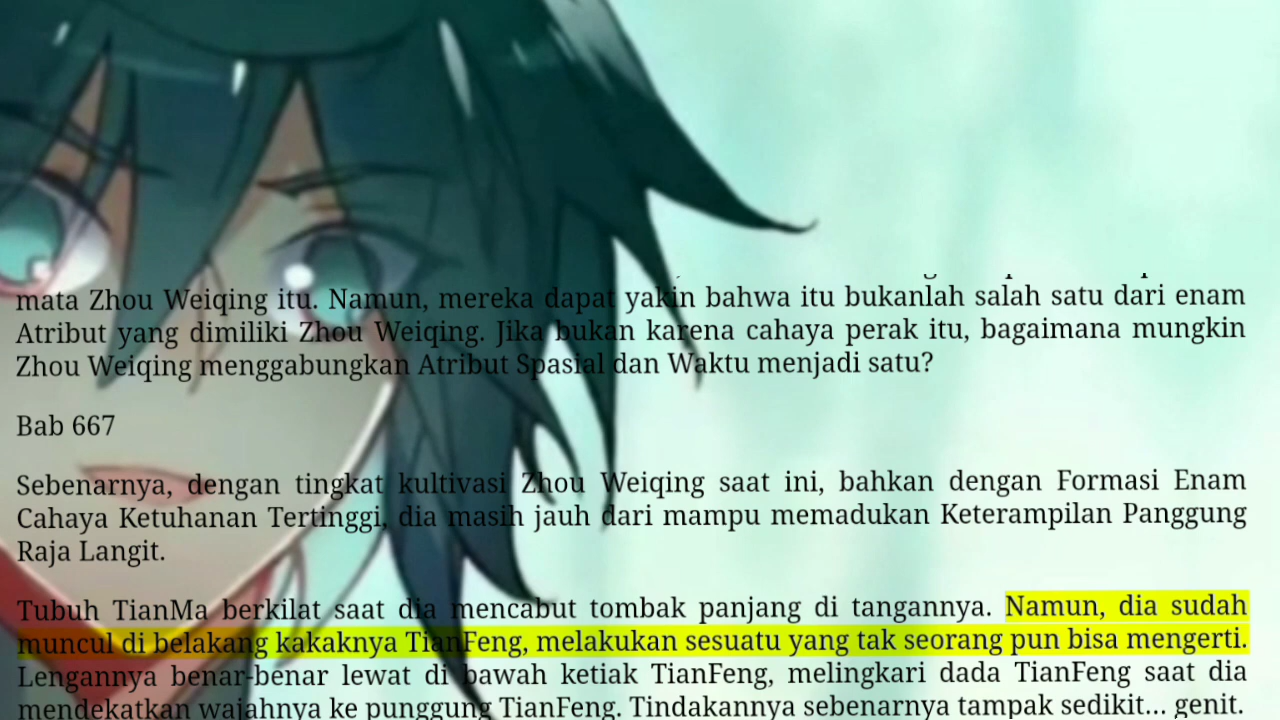 mata Zhou Weiqing itu. Namun, mereka dapat yakin bahwa itu bukanlah salah satu dari enam
Atribut yang dimiliki Zhou Weiqing. Jika bukan karena cahaya perak itu, bagaimana mungkin
Zhou Weiqing menggabungkan Atribut Spasial dan Waktu menjadi satu?
Bab 667
Sebenarnya, dengan tingkat kultivasi Zhou Weiqing saat ini, bahkan dengan Formasi Enam
Cahaya Ketuhanan Tertinggi, dia masih jauh dari mampu memadukan Keterampilan Panggung
Raja Langit.
Tubuh TianMa berkilat saat dia mencabut tombak panjang di tangannya. Namun, dia sudah
muncul di belakang kakaknya TianFeng, melakukan sesuatu yang tak seorang pun bisa mengerti.
Lengannya benar-benar lewat di bawah ketiak TianFeng, melingkari dada TianFeng saat dia
mendekatkan wajahnya ke punggung TianFeng. Tindakannya sebenarnya tampak sedikit... genit.